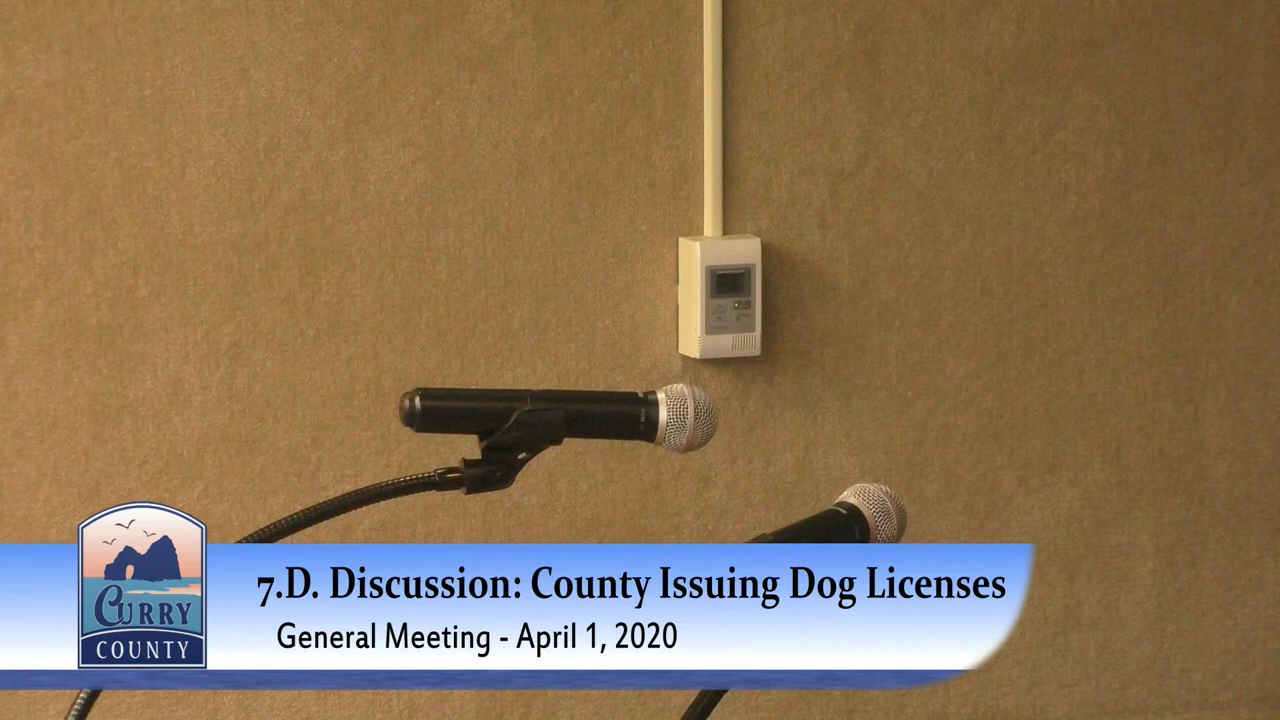 7.D. Discussion: County Issuing Dog Licenses
General Meeting - April 1, 2020
CURRY
COUNTY